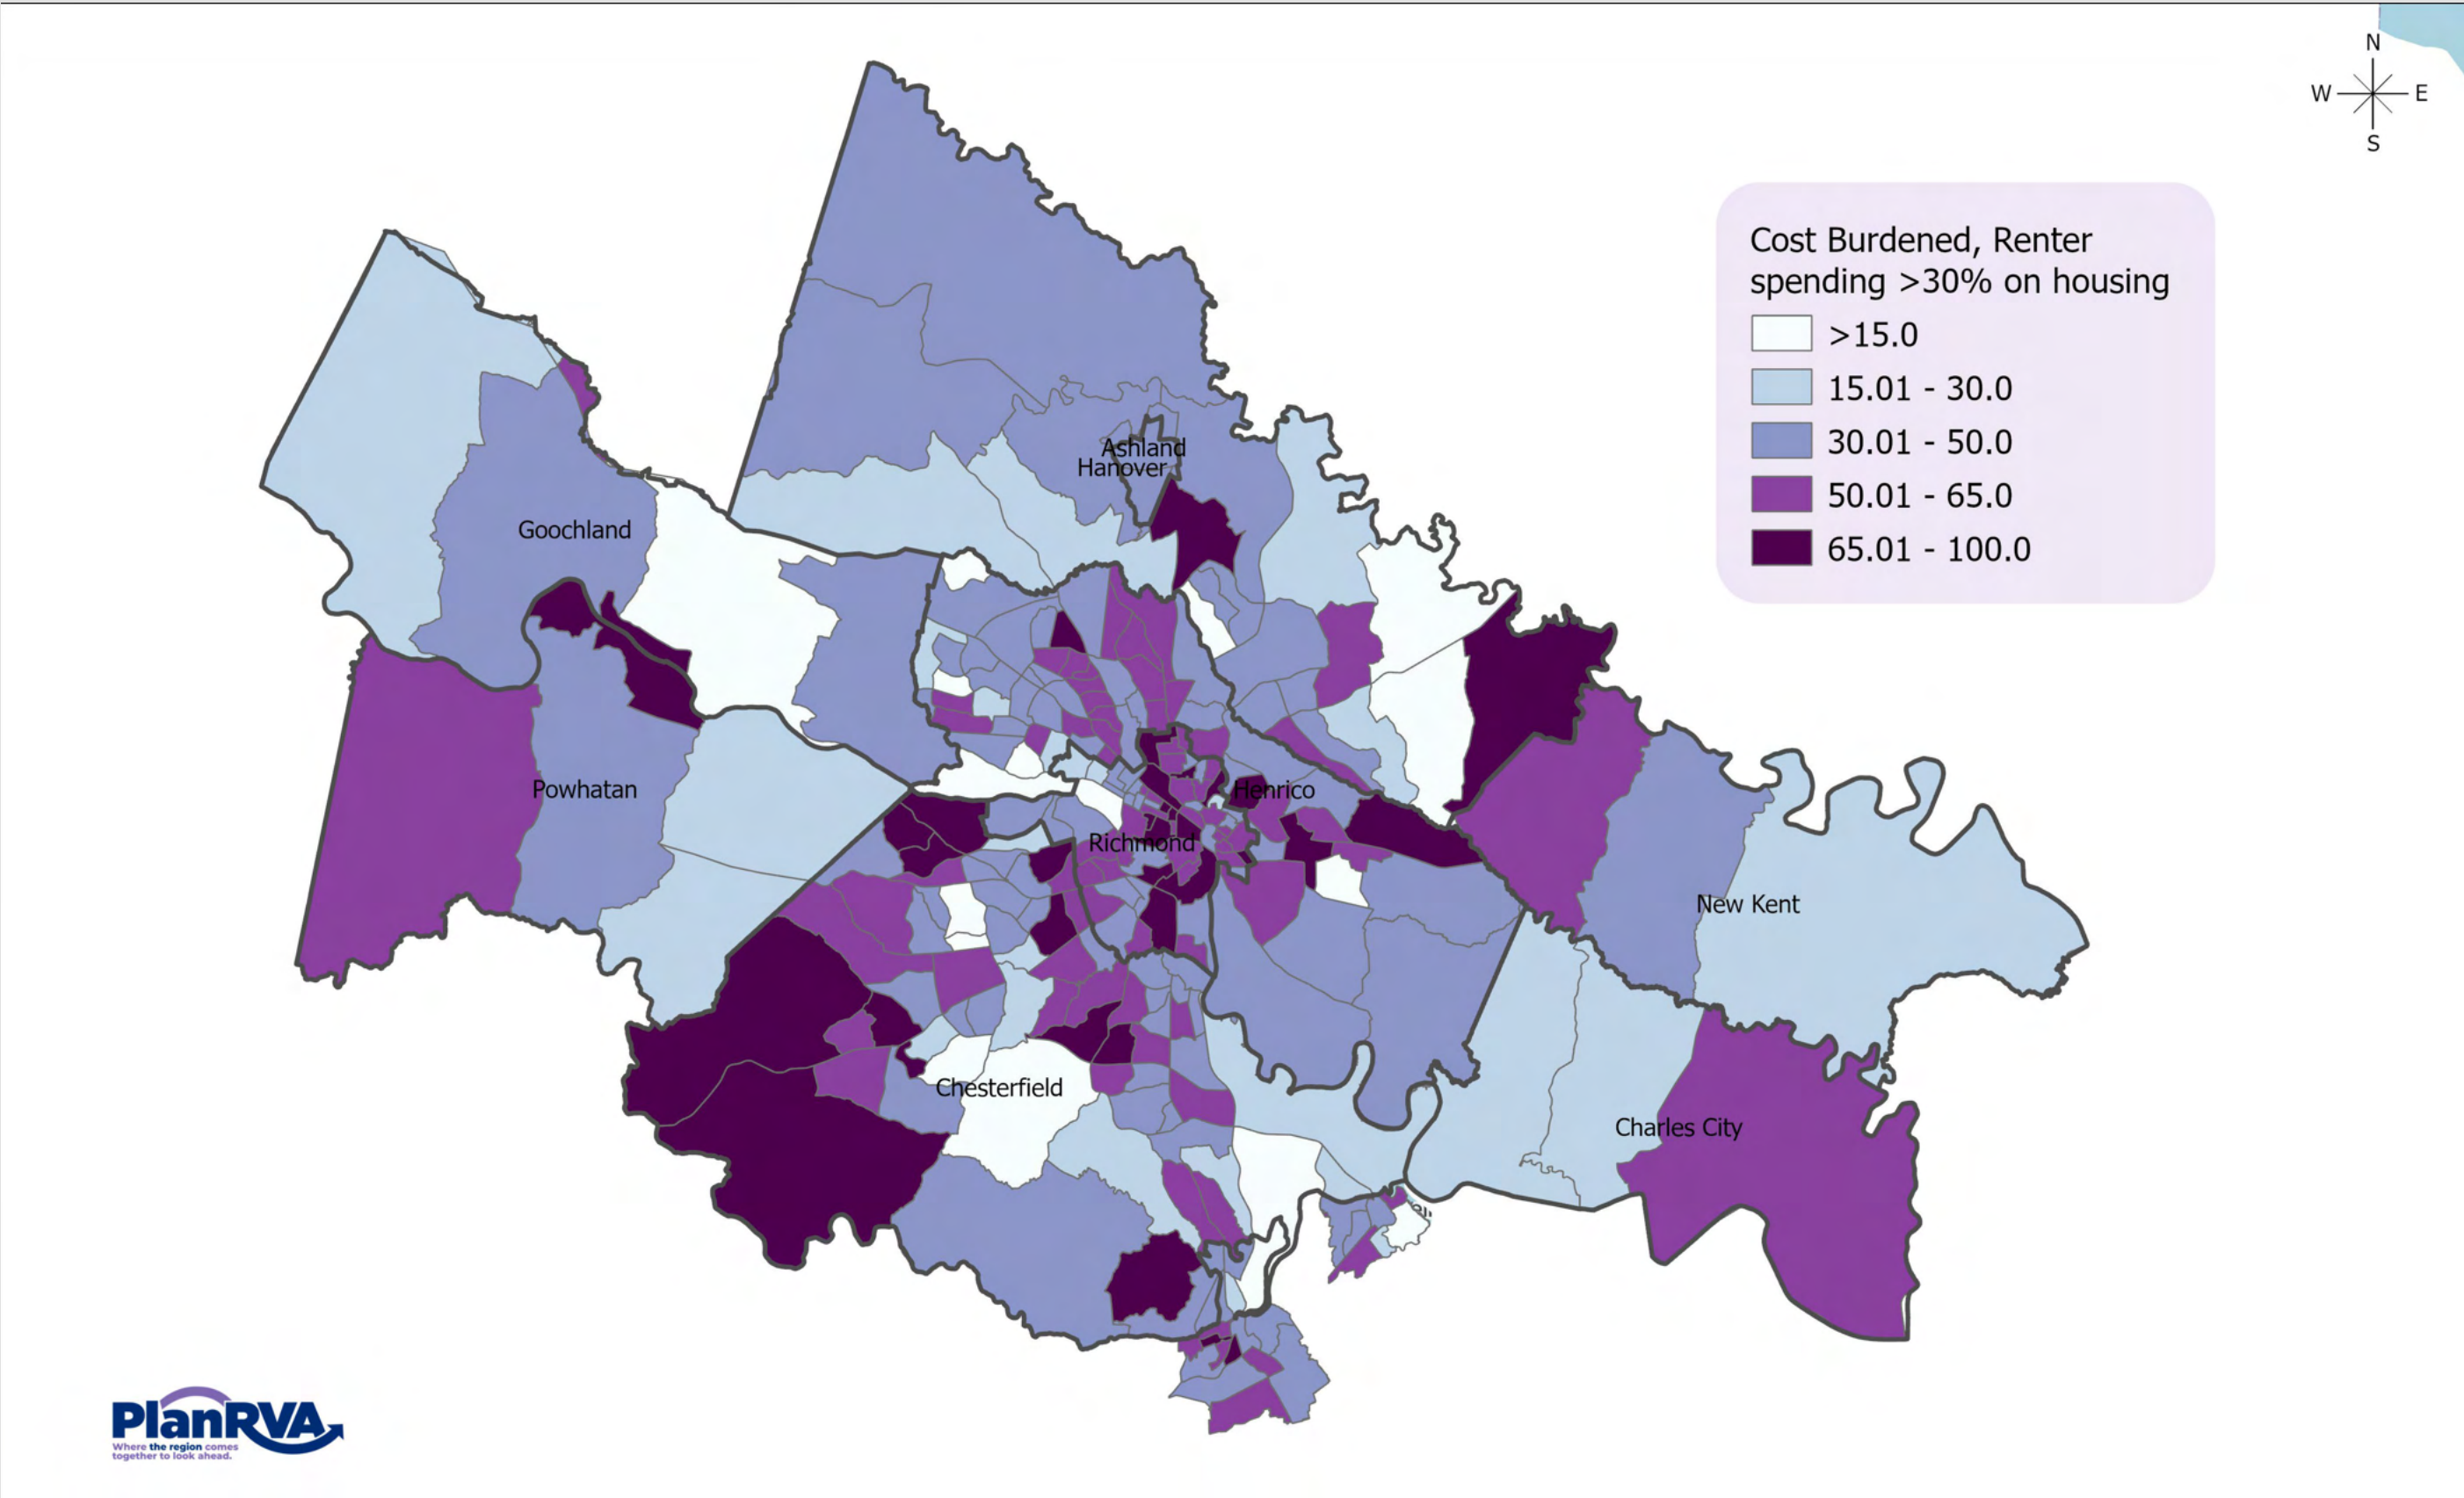 N
W E
S
Cost Burdened, Renter
spending >30% on housing
>15.0
15.01 - 30.0
30.01 - 50.0
50.01 - 65.0
65.01 - 100.0
Ashland
Hanover
Goochland
Powhatan
Henrico
Richmond
New Kent
Chesterfield
Charles City
PlanRVA
Where the region comes
together to look ahead.